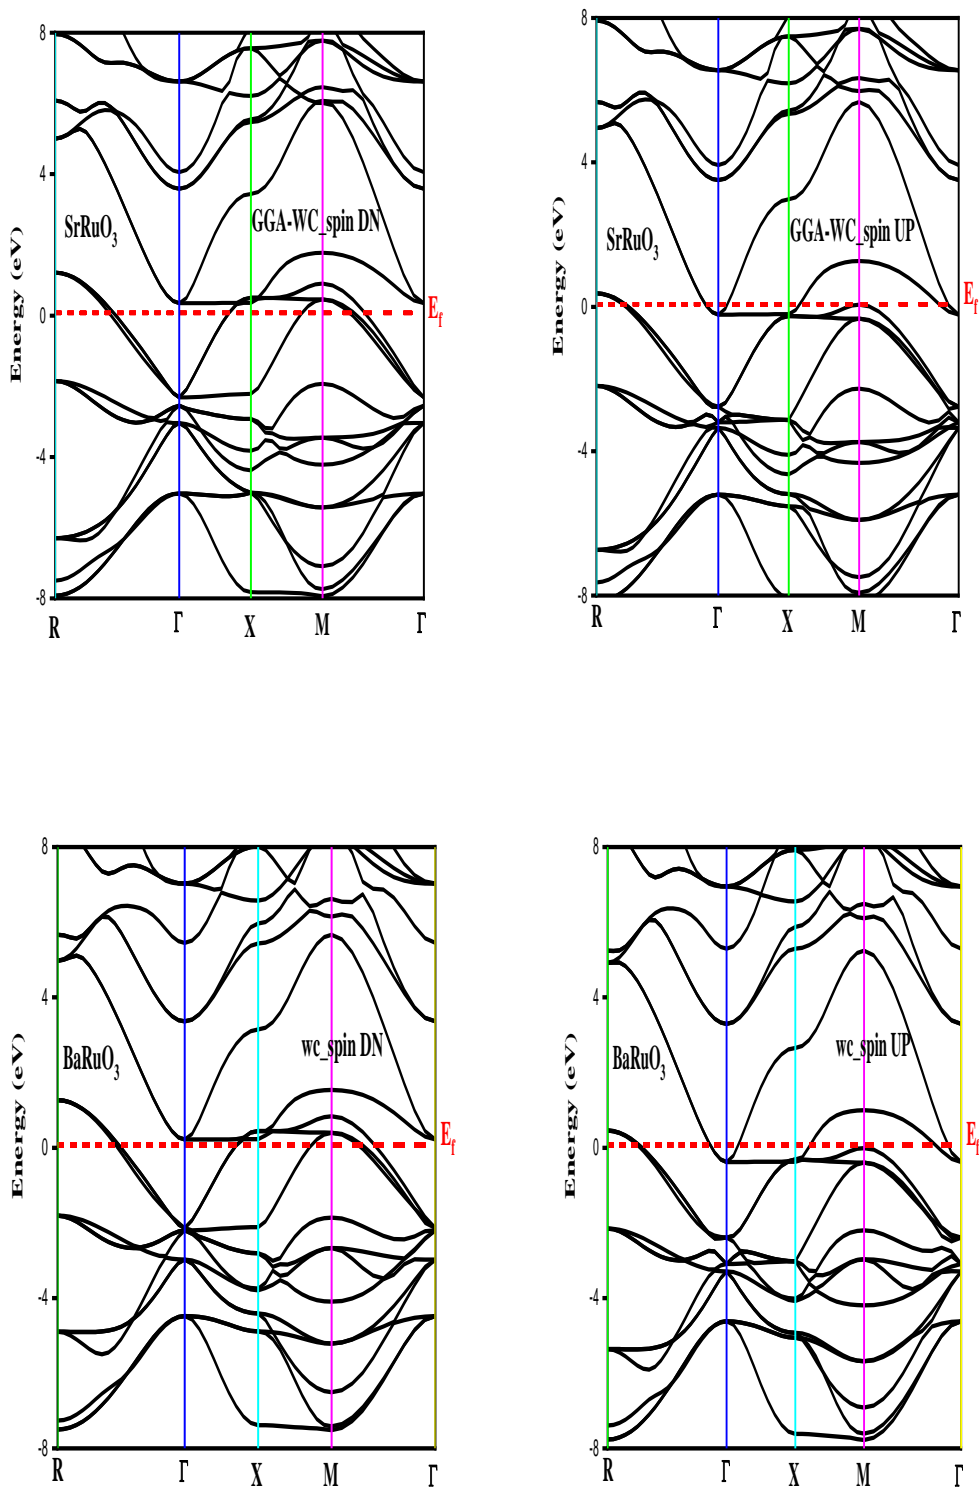 8
4
0
-4
-8
Energy (eV)
SrRuO3
GGA-WC_spin DN
Ef
R Γ X M Γ
8
4
0
-4
-8
Energy (eV)
SrRuO3
GGA-WC_spin UP
Ef
R Γ X M Γ
8
4
0
-4
-8
Energy (eV)
BaRuO3
wc_spin DN
Ef
R Γ X M Γ
8
4
0
-4
-8
Energy (eV)
BaRuO3
wc_spin UP
Ef
R Γ X M Γ